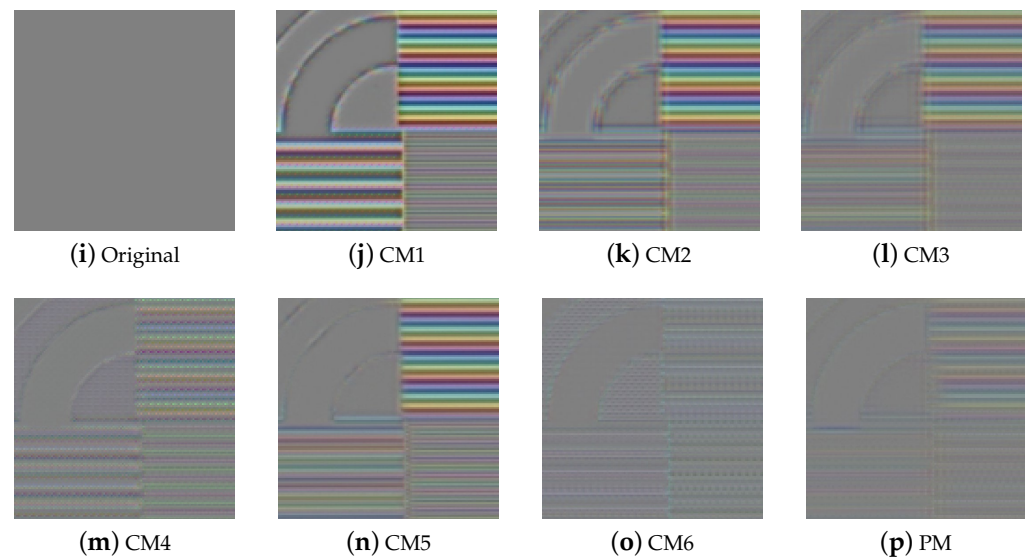 (i) Original
(j) CM1
(k) CM2
(l) CM3
(m) CM4
(n) CM5
(o) CM6
(p) PM